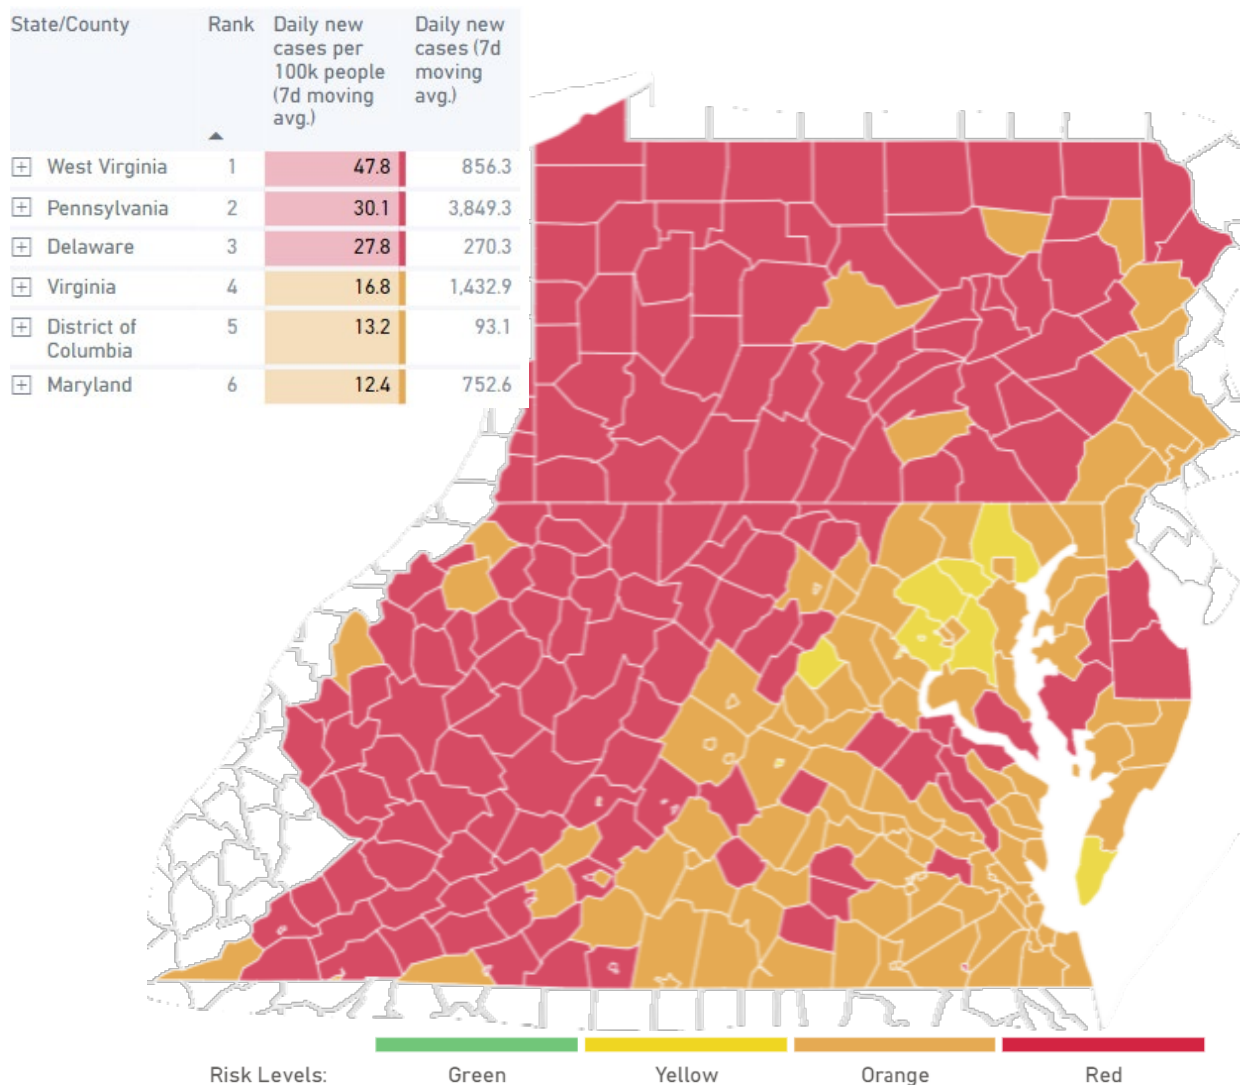 State/County Rank Daily new cases per 100k people (7d moving avg.) Daily new cases (7d moving avg.)
West Virginia 1 47.8 856.3
Pennsylvania 2 30.1 3,849.3
Delaware 3 27.8 270.3
Virginia 4 16.8 1,432.9
District of Columbia 5 13.2 93.1
Maryland 6 12.4 752.6
Risk Levels: Green Yellow Orange Red